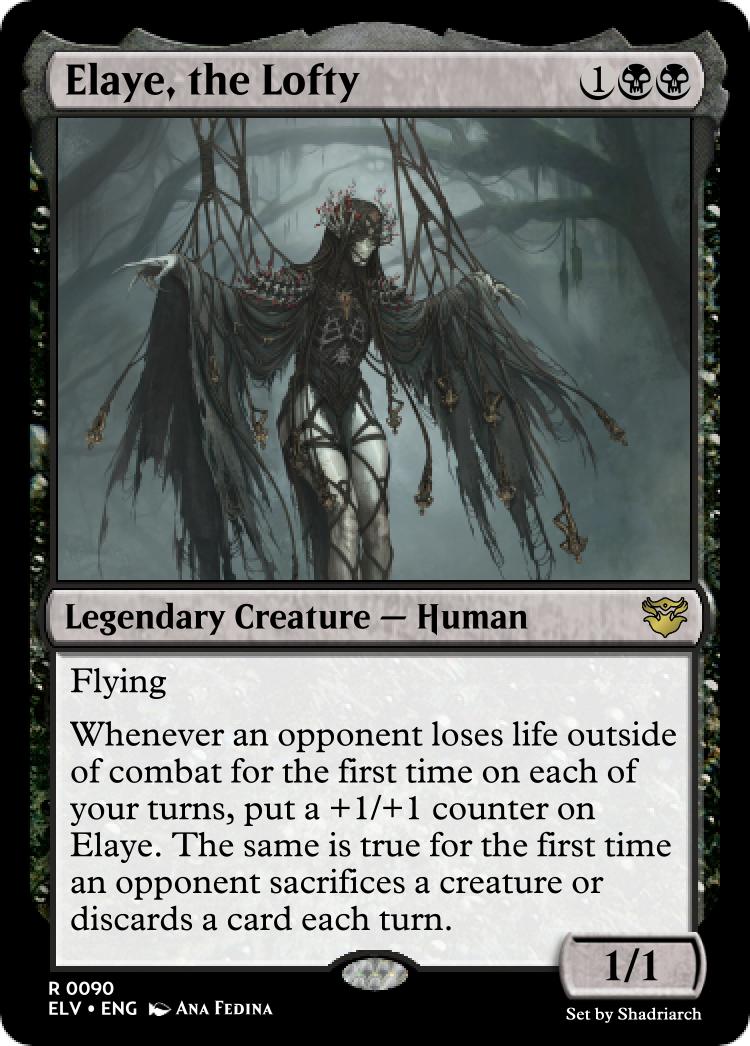 Elaye, the Lofty 1
Legendary Creature — Human
Flying
Whenever an opponent loses life outside
of combat for the first time on each of
your turns, put a +1/+1 counter on
Elaye. The same is true for the first time
an opponent sacrifices a creature or
discards a card each turn.
1/1
R 0090
ELV • ENG Ana Fedina
Set by Shadriarch